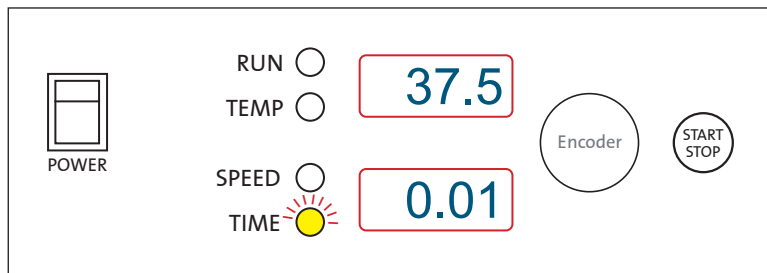 POWER
RUN
TEMP
37.5
SPEED
TIME
0.01
Encoder
START
STOP